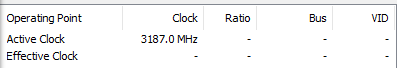 Operating Point Clock Ratio Bus VID
Active Clock 3187.0 MHz - - -
Effective Clock - - - -